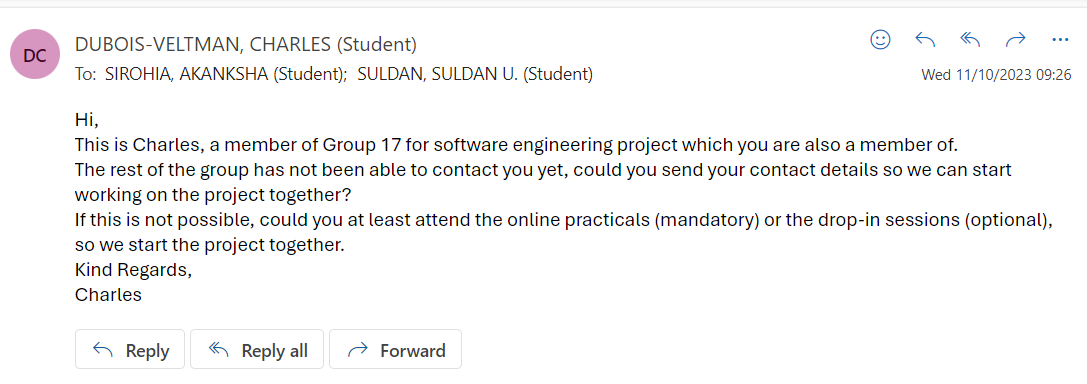 DC
DUBOIS-VELTMAN, CHARLES (Student)
To: SIROHIA, AKANKSHA (Student); SULDAN, SULDAN U. (Student)
Wed 11/10/2023 09:26
Hi,
This is Charles, a member of Group 17 for software engineering project which you are also a member of.
The rest of the group has not been able to contact you yet, could you send your contact details so we can start
working on the project together?
If this is not possible, could you at least attend the online practicals (mandatory) or the drop-in sessions (optional),
so we start the project together.
Kind Regards,
Charles
Reply Reply all Forward